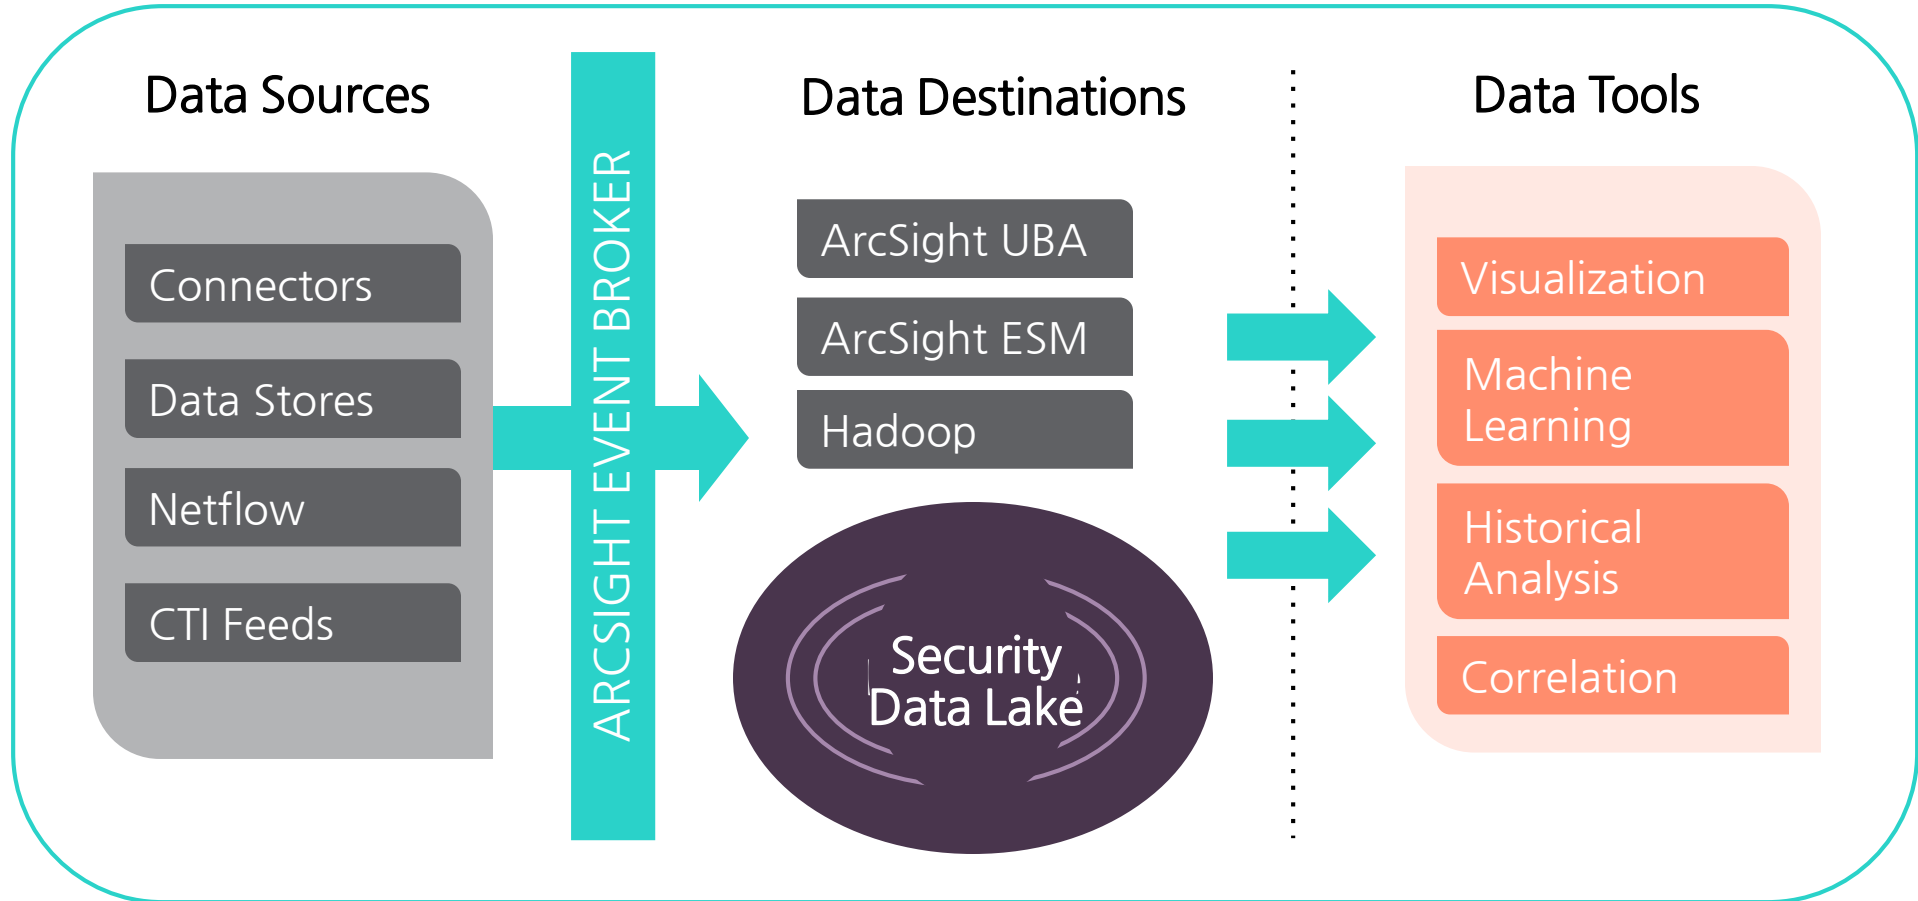 Data Sources
Connectors
Data Stores
Netflow
CTI Feeds
ARCSIGHT EVENT BROKER
Data Destinations
ArcSight UBA
ArcSight ESM
Hadoop
Security
Data Lake
Data Tools
Visualization
Machine
Learning
Historical
Analysis
Correlation